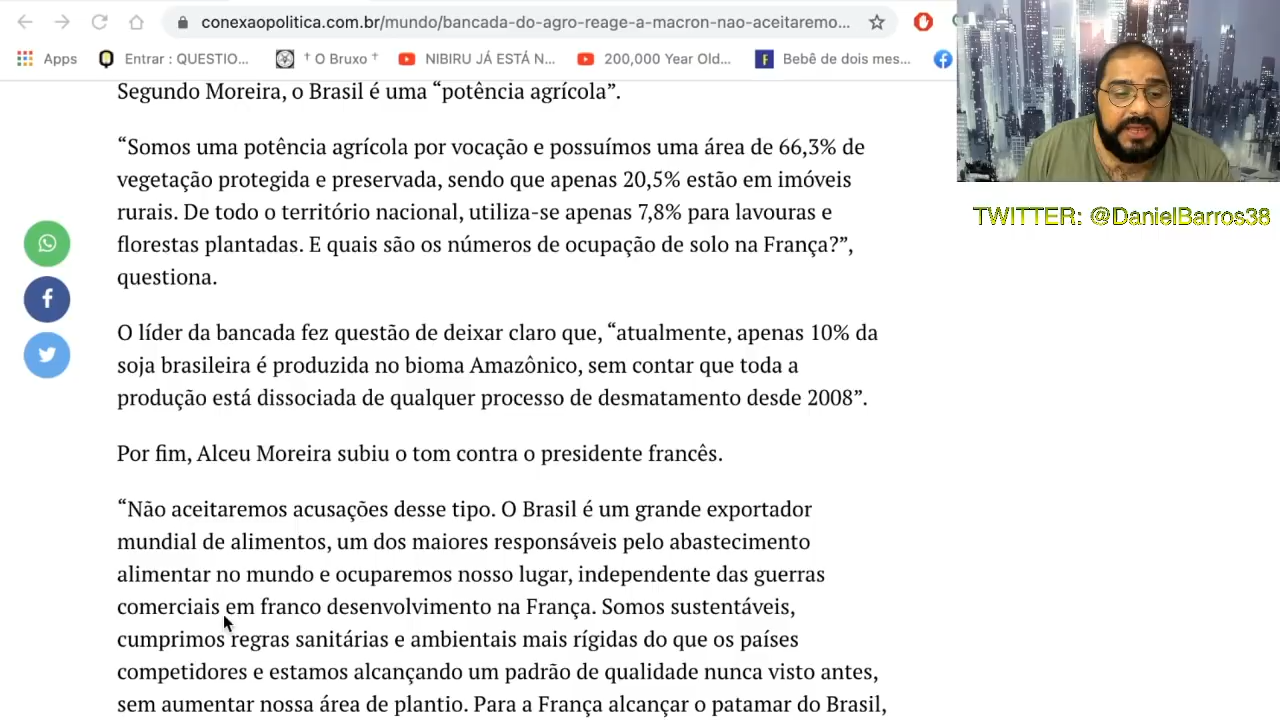 conexaopolitica.com.br/mundo/bancada-do-agro-reage-a-macron-nao-aceitaremo...
Apps
Entrar : QUESTIO...
† O Bruxo †
NIBIRU JÁ ESTÁ N...
200,000 Year Old...
Bebê de dois mes...
Segundo Moreira, o Brasil é uma “potência agrícola”.
“Somos uma potência agrícola por vocação e possuímos uma área de 66,3% de
vegetação protegida e preservada, sendo que apenas 20,5% estão em imóveis
rurais. De todo o território nacional, utiliza-se apenas 7,8% para lavouras e
florestas plantadas. E quais são os números de ocupação de solo na França?”,
questiona.
O líder da bancada fez questão de deixar claro que, “atualmente, apenas 10% da
soja brasileira é produzida no bioma Amazônico, sem contar que toda a
produção está dissociada de qualquer processo de desmatamento desde 2008”.
Por fim, Alceu Moreira subiu o tom contra o presidente francês.
“Não aceitaremos acusações desse tipo. O Brasil é um grande exportador
mundial de alimentos, um dos maiores responsáveis pelo abastecimento
alimentar no mundo e ocuparemos nosso lugar, independente das guerras
comerciais em franco desenvolvimento na França. Somos sustentáveis,
cumprimos regras sanitárias e ambientais mais rígidas do que os países
competidores e estamos alcançando um padrão de qualidade nunca visto antes,
sem aumentar nossa área de plantio. Para a França alcançar o patamar do Brasil,
TWITTER: @DanielBarros38